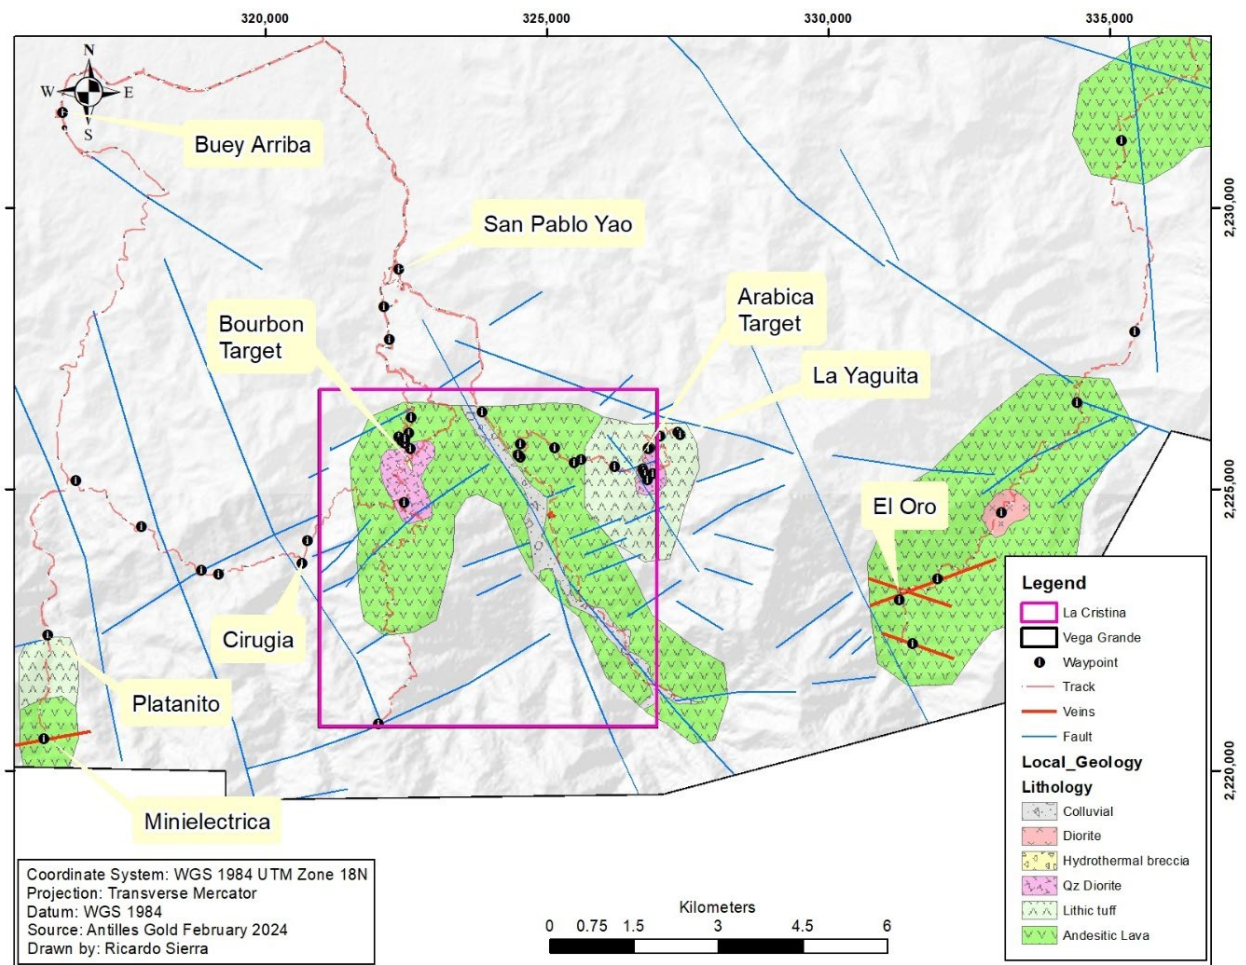 320,000
325,000
330,000
335,000
N
W
E
S
Buey Arriba
San Pablo Yao
2,230,000
Bourbon
Target
Arabica
Target
La Yaguita
2,225,000
El Oro
Cirugia
Platanito
Minielectrica
2,220,000
Legend
La Cristina
Vega Grande
Waypoint
Track
Veins
Fault
Local_Geology
Lithology
Colluvial
Diorite
Hydrothermal breccia
Qz Diorite
Lithic tuff
Andesitic Lava
Coordinate System: WGS 1984 UTM Zone 18N
Projection: Transverse Mercator
Datum: WGS 1984
Source: Antilles Gold February 2024
Drawn by: Ricardo Sierra
Kilometers
0 0.75 1.5 3 4.5 6